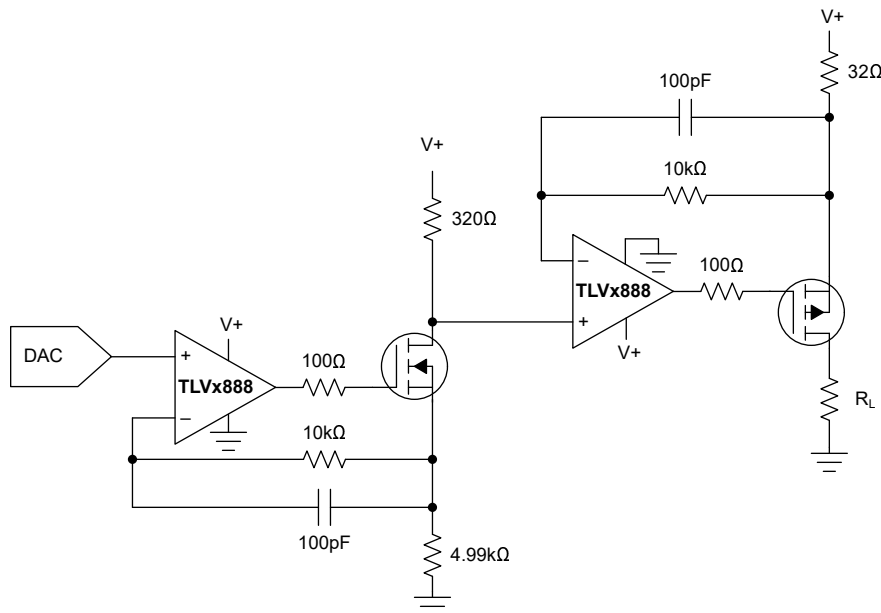 V+
32Ω
100pF
V+
10kΩ
320Ω
100Ω
TLVx888
V+
DAC
V+
100Ω
TLVx888
RL
10kΩ
100pF
4.99kΩ
+
–
–
+